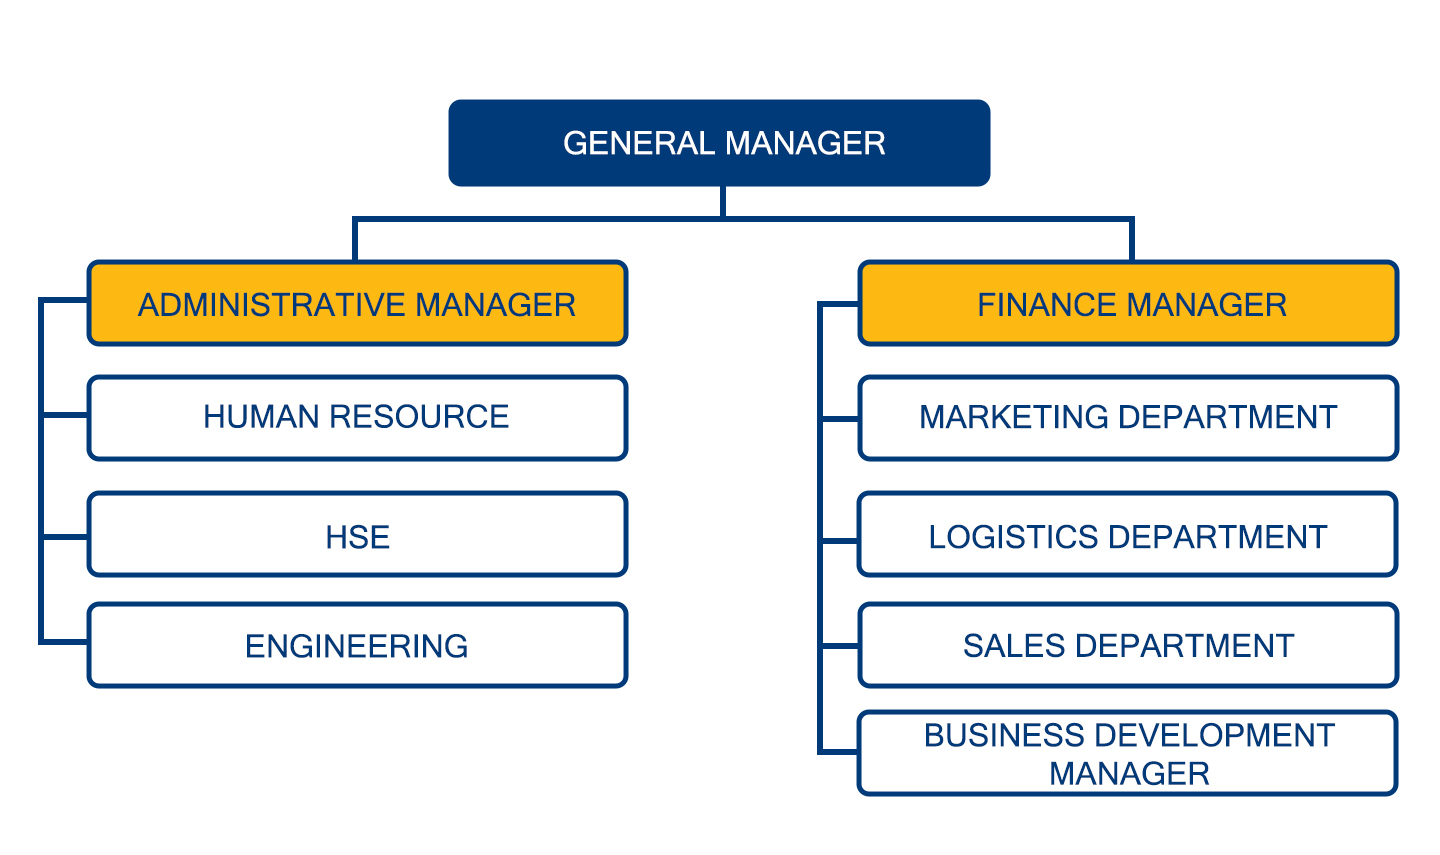 GENERAL MANAGER
ADMINISTRATIVE MANAGER
HUMAN RESOURCE
HSE
ENGINEERING
FINANCE MANAGER
MARKETING DEPARTMENT
LOGISTICS DEPARTMENT
SALES DEPARTMENT
BUSINESS DEVELOPMENT
MANAGER